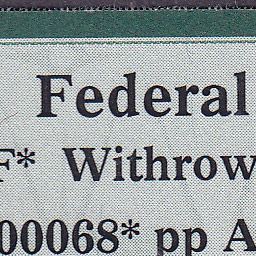 Federal
F* Withrow
00068* pp A